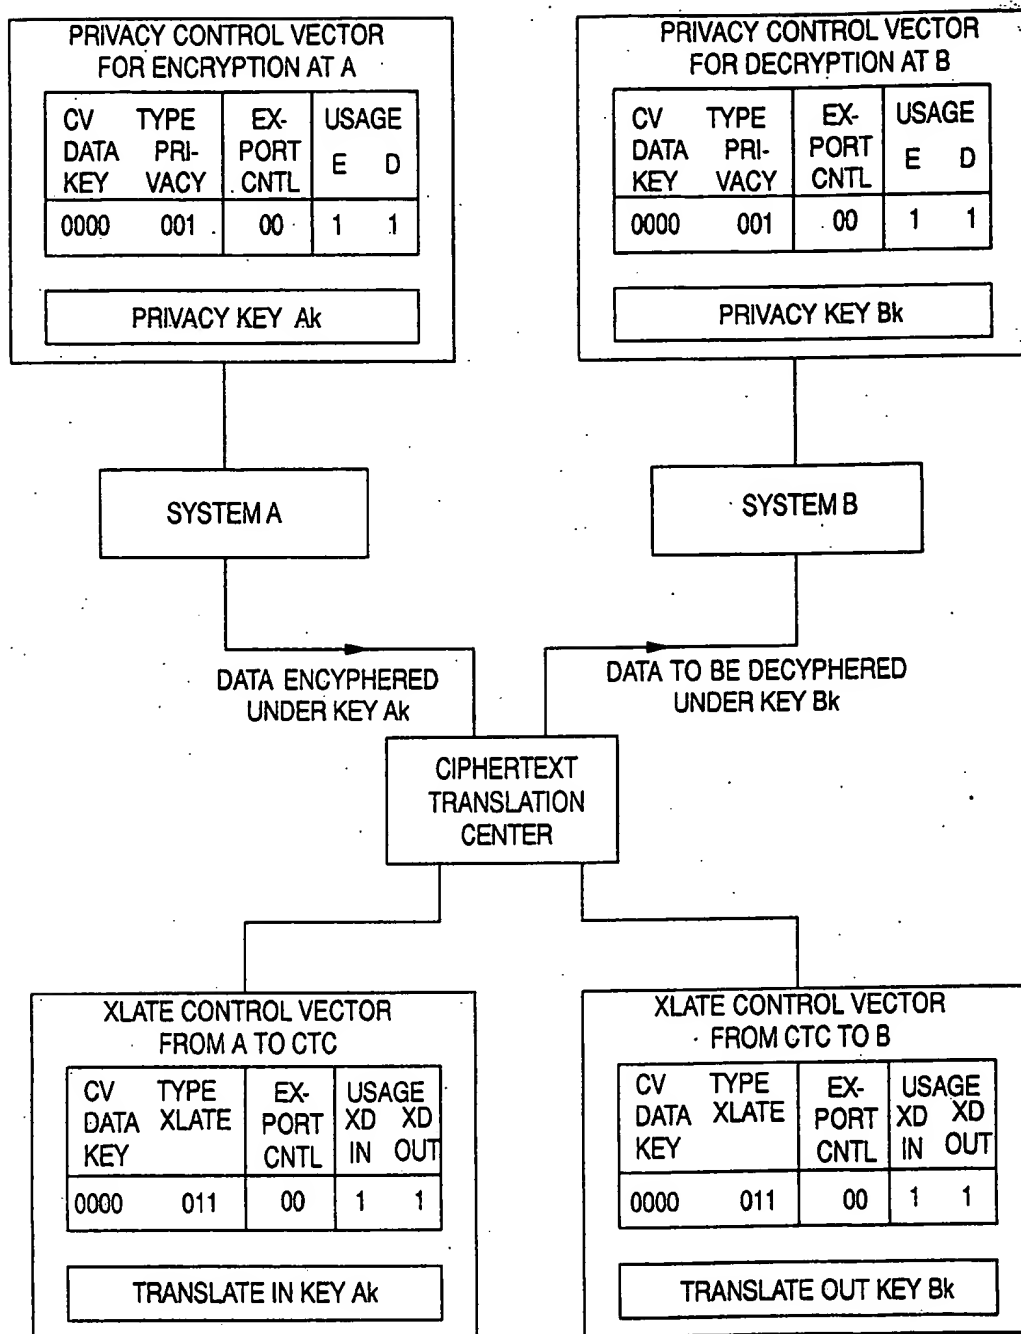 PRIVACY CONTROL VECTOR
FOR ENCRYPTION AT A
CV TYPE EX- USAGE
DATA PRI- PORT E D
KEY VACY CNTL
0000 001 00 1 1
PRIVACY KEY Ak
PRIVACY CONTROL VECTOR
FOR DECRYPTION AT B
CV TYPE EX- USAGE
DATA PRI- PORT E D
KEY VACY CNTL
0000 001 00 1 1
PRIVACY KEY Bk
SYSTEM A
SYSTEM B
DATA ENCYPHERED
UNDER KEY Ak
DATA TO BE DECYPHERED
UNDER KEY Bk
CIPHERTEXT
TRANSLATION
CENTER
XLATE CONTROL VECTOR
FROM A TO CTC
CV TYPE EX- USAGE
DATA XLATE PORT XD XD
KEY CNTL IN OUT
0000 011 00 1 1
TRANSLATE IN KEY Ak
XLATE CONTROL VECTOR
FROM CTC TO B
CV TYPE EX- USAGE
DATA XLATE PORT XD XD
KEY CNTL IN OUT
0000 011 00 1 1
TRANSLATE OUT KEY Bk